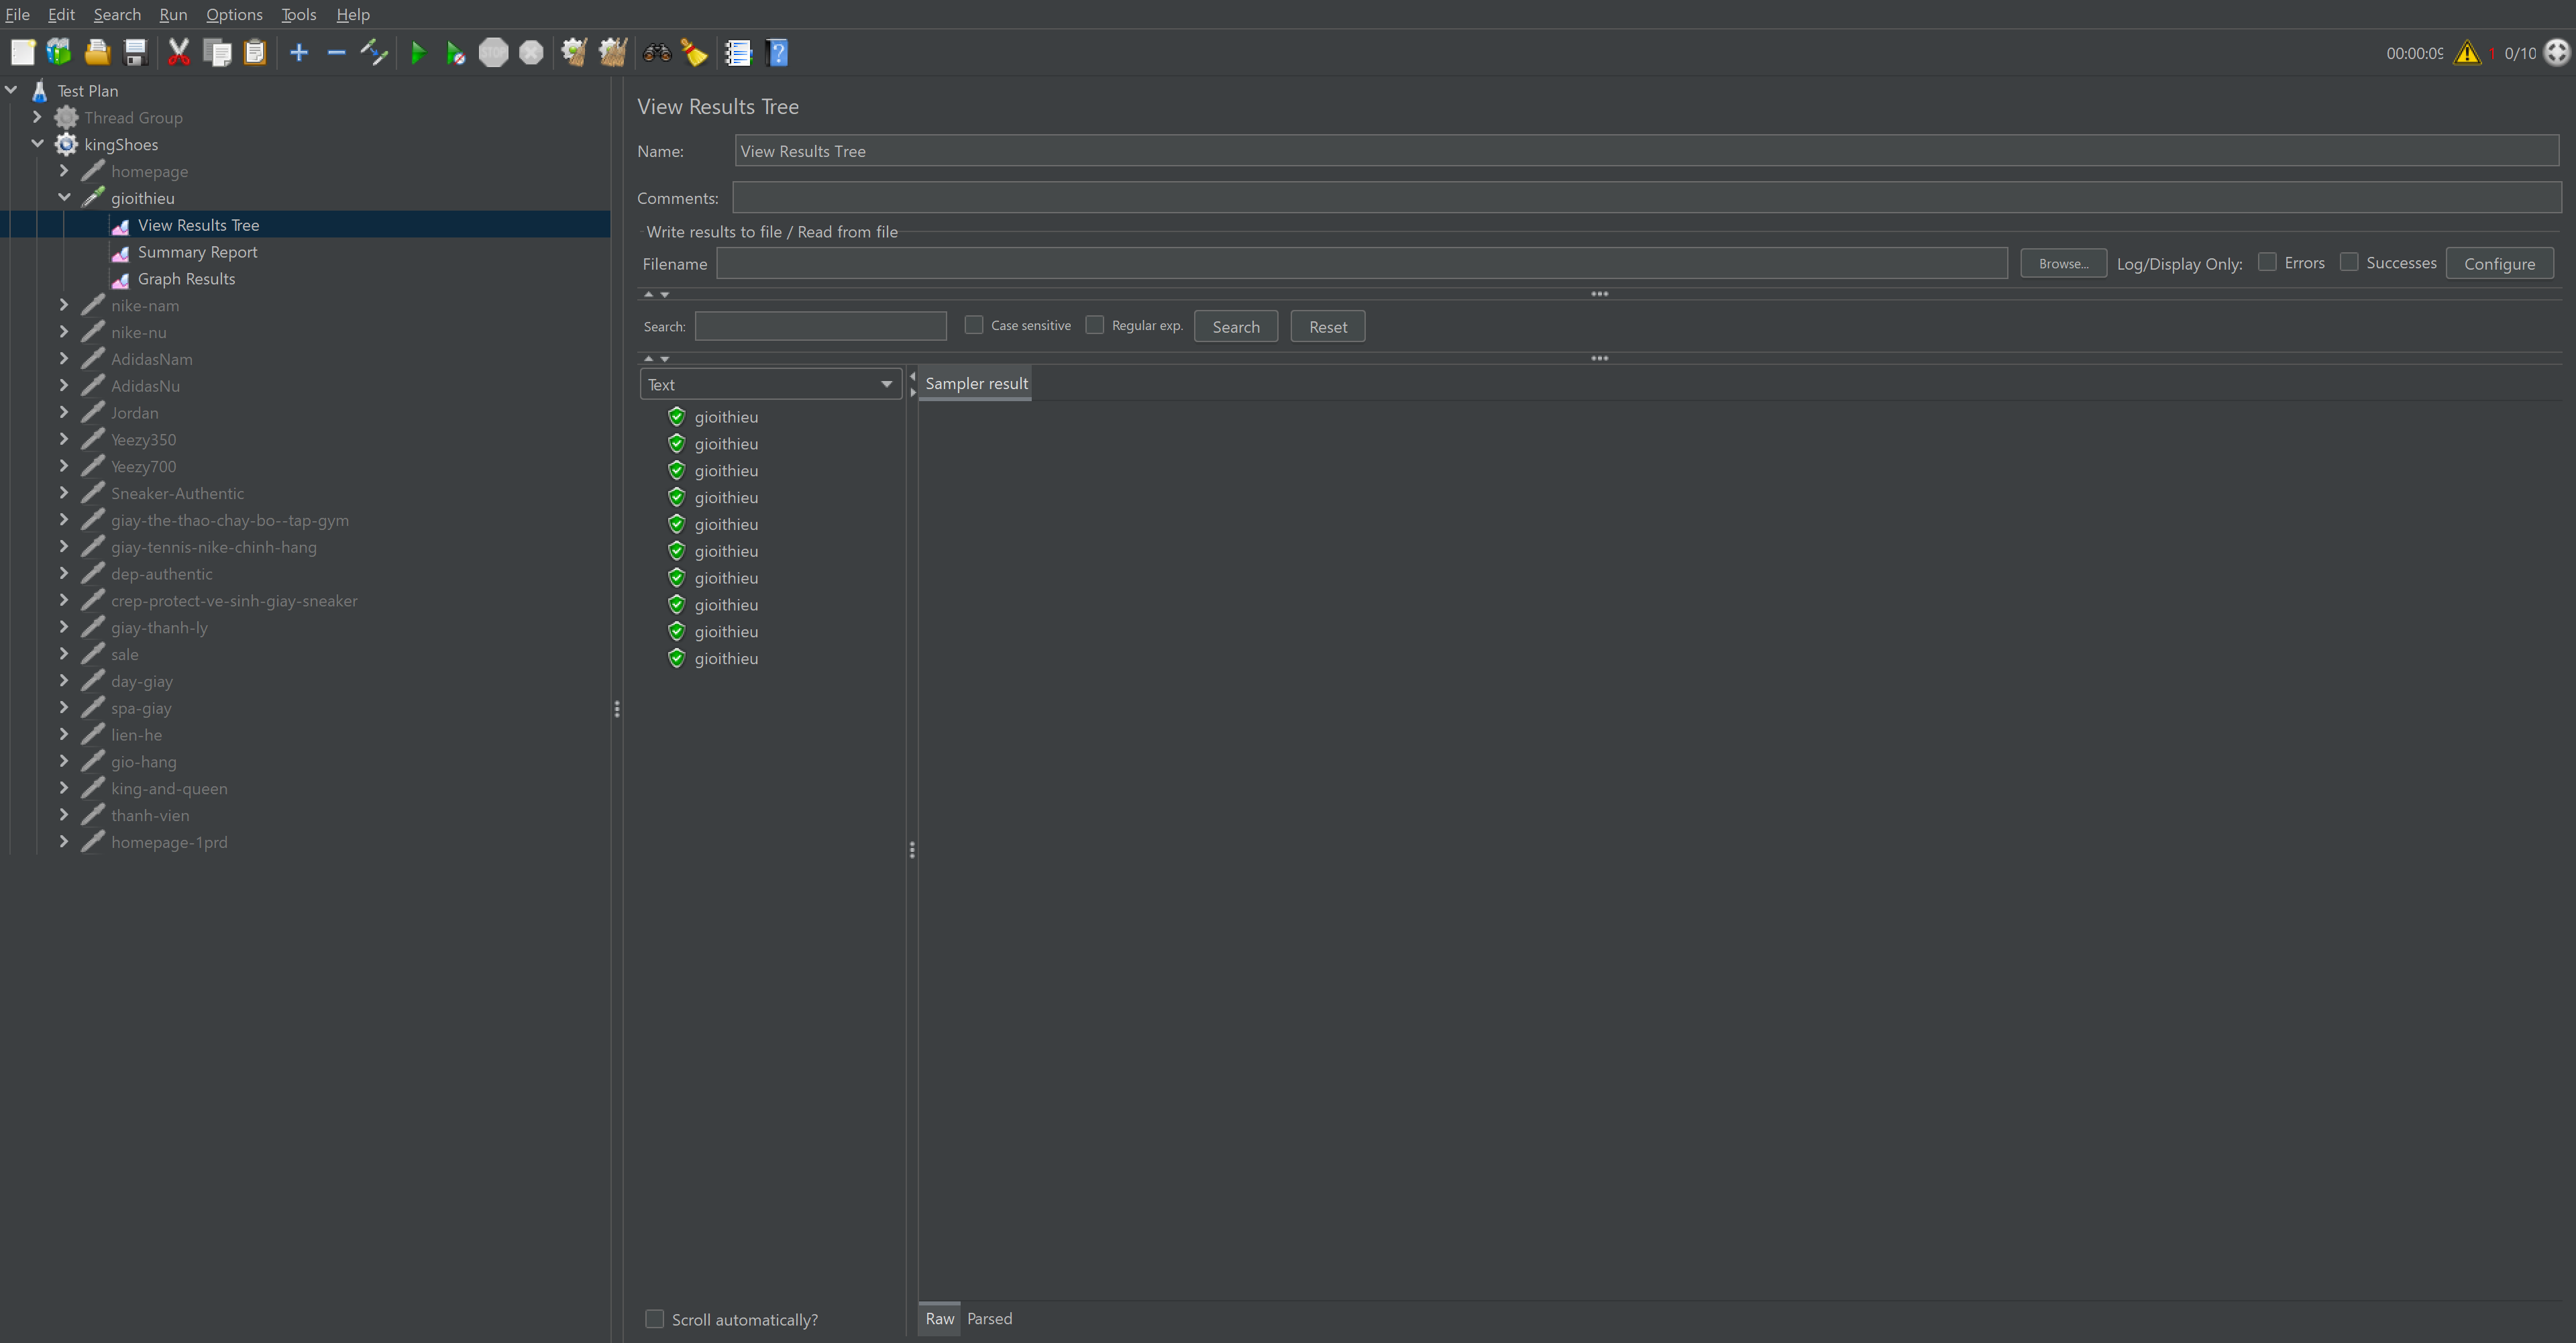 File Edit Search Run Options Tools Help
00:00:09 1 0/10
Test Plan
Thread Group
kingShoes
homepage
gioithieu
View Results Tree
Summary Report
Graph Results
nike-nam
nike-nu
AdidasNam
AdidasNu
Jordan
Yeezy350
Yeezy700
Sneaker-Authentic
giay-the-thao-chay-bo--tap-gym
giay-tennis-nike-chinh-hang
dep-authentic
crep-protect-ve-sinh-giay-sneaker
giay-thanh-ly
sale
day-giay
spa-giay
lien-he
gio-hang
king-and-queen
thanh-vien
homepage-1prd
View Results Tree
Name: View Results Tree
Comments:
Write results to file / Read from file
Filename Browse... Log/Display Only: Errors Successes Configure
Search: Case sensitive Regular exp. Search Reset
Text
Sampler result
gioithieu
gioithieu
gioithieu
gioithieu
gioithieu
gioithieu
gioithieu
gioithieu
gioithieu
gioithieu
Scroll automatically?
Raw Parsed